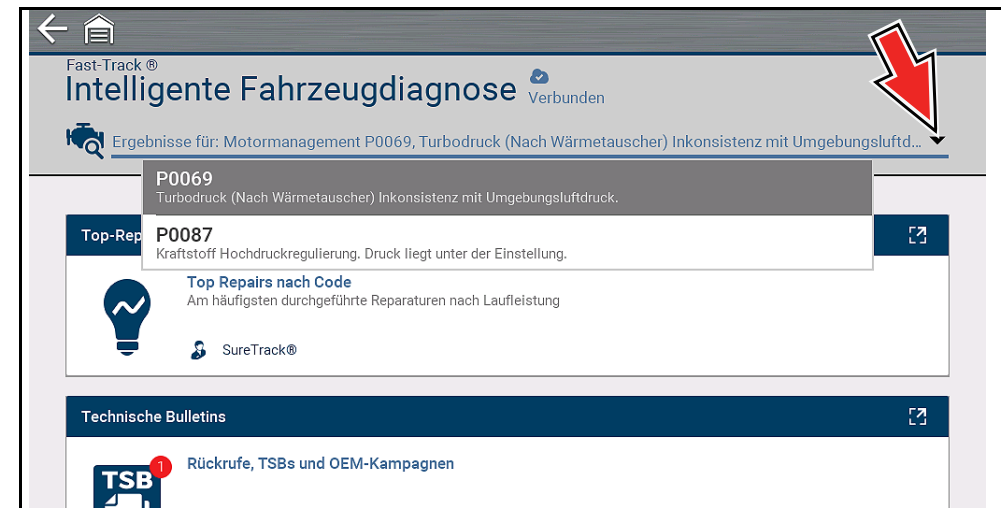 Fast-Track ®
Intelligente Fahrzeugdiagnose
Verbunden
Ergebnisse für: Motormanagement P0069, Turbodruck (Nach Wärmetauscher) Inkonsistenz mit Umgebungsluftd...
P0069
Turbodruck (Nach Wärmetauscher) Inkonsistenz mit Umgebungsluftdruck.
P0087
Kraftstoff Hochdruckregulierung. Druck liegt unter der Einstellung.
Top-Rep
Top Repairs nach Code
Am häufigsten durchgeführte Reparaturen nach Laufleistung
SureTrack®
Technische Bulletins
TSB
1
Rückrufe, TSBs und OEM-Kampagnen